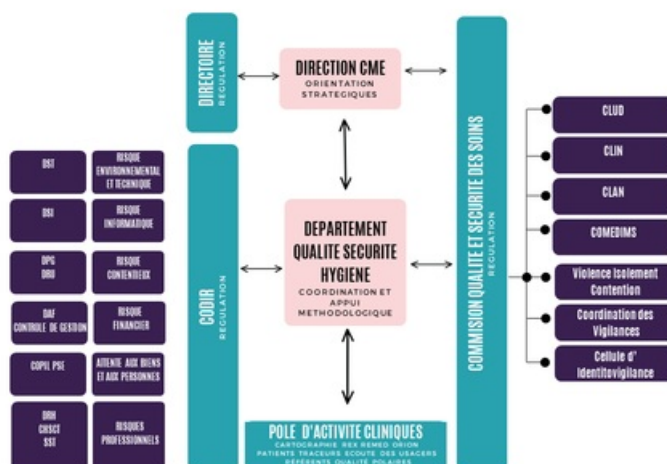 DIRECTOIRE
REGULATION
DIRECTION CME
ORIENTATION
STRATEGIQUES
DST
RISQUE
ENVIRONNEMENTAL
ET TECHNIQUE
DSI
RISQUE
INFORMATIQUE
DPG
DRU
RISQUE
CONTENTIEUX
DAF
CONTROLE DE GESTION
RISQUE
FINANCIER
COPIL PSE
ATTENTE AUX BIENS
ET AUX PERSONNES
DRH
CHSCT
SST
RISQUES
PROFESSIONNELS
CODIR
REGULATION
DEPARTEMENT
QUALITE SECURITE
HYGIENE
COORDINATION ET
APPUI
METHODOLOGIQUE
POLE D'ACTIVITE CLINIQUES
CARTOGRAPHIE REX REMED ORION
PATIENTS TRACEURS ECOUTE DES USAGERS
RÉFÉRENTS QUALITÉ POLAIRES
COMMISION QUALITE ET SECURITE DES SOINS
REGULATION
CLUD
CLIN
CLAN
COMEDIMS
Violence Isolement
Contention
Coordination des
Vigilances
Cellule d'
Identitovigilance